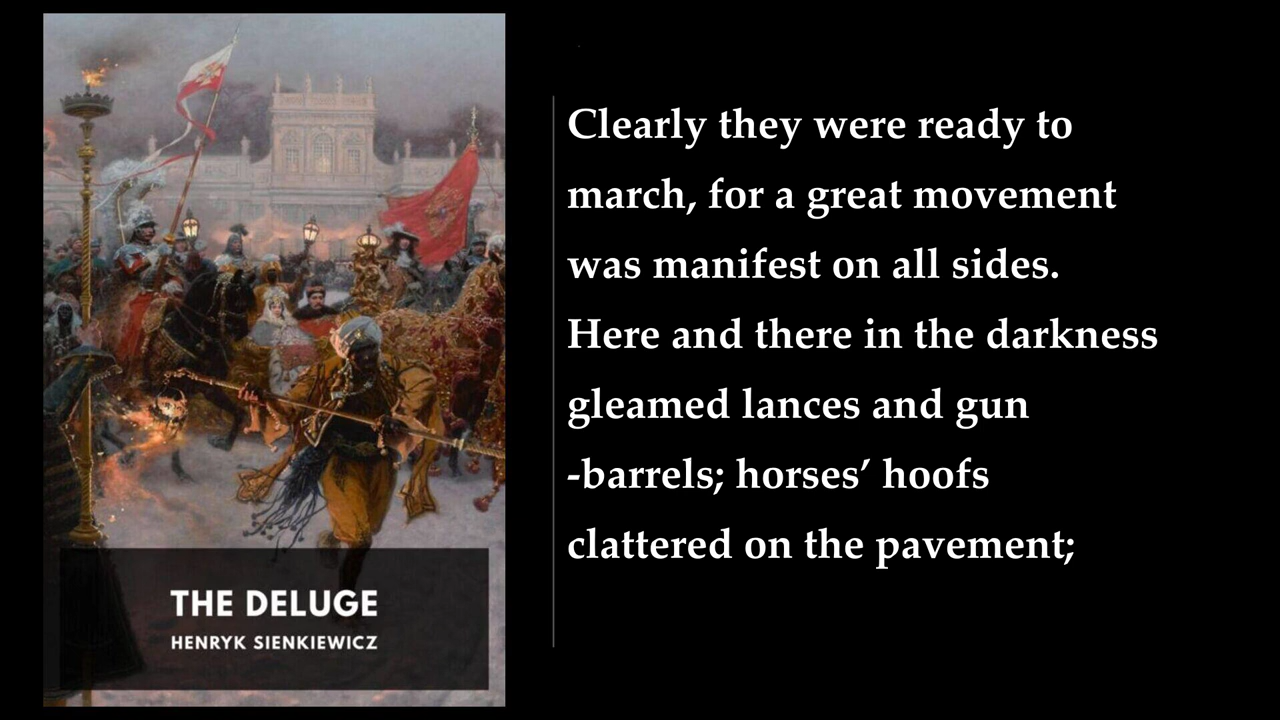 THE DELUGE
HENRYK SIENKIEWICZ
Clearly they were ready to
march, for a great movement
was manifest on all sides.
Here and there in the darkness
gleamed lances and gun
-barrels; horses’ hoofs
clattered on the pavement;